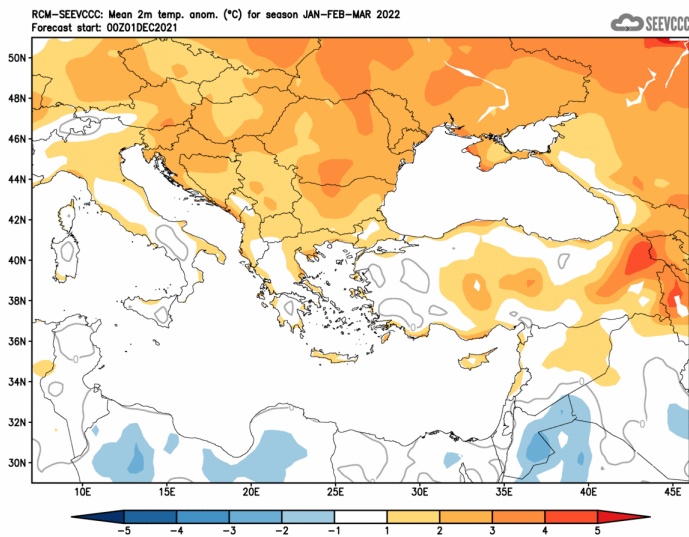 RCM-SEEVCCC: Mean 2m temp. anom. (°C) for season JAN-FEB-MAR 2022
Forecast start: 00Z01DEC2021
SEEVCCC
50N
48N
46N
44N
42N
40N
38N
36N
34N
32N
30N
10E 15E 20E 25E 30E 35E 40E 45E
-5 -4 -3 -2 -1 1 2 3 4 5